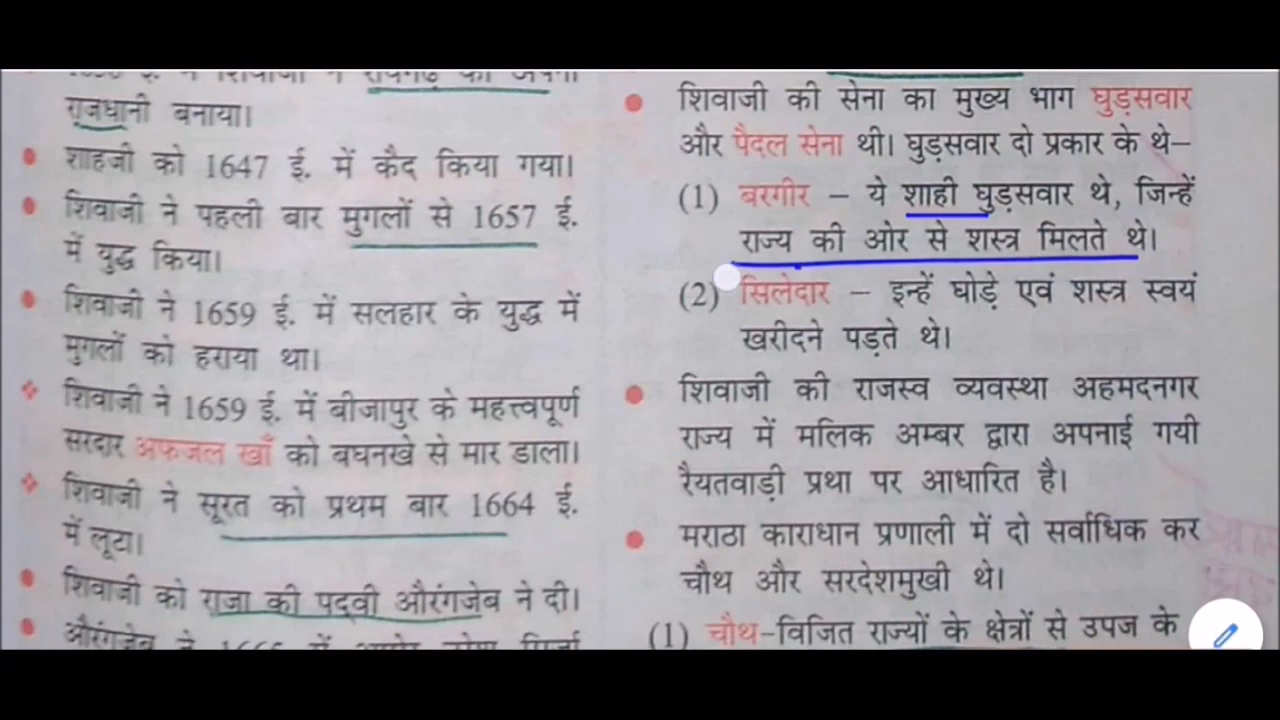 राजधानी बनाया।
शाहजी को 1647 ई. में कैद किया गया।
शिवाजी ने पहली बार मुगलों से 1657 ई.
में युद्ध किया।
शिवाजी ने 1659 ई. में सलहार के युद्ध में
मुगलों को हराया था।
शिवाजी ने 1659 ई. में बीजापुर के महत्त्वपूर्ण
सरदार अफजल खाँ को बघनखे से मार डाला।
शिवाजी ने सूरत को प्रथम बार 1664 ई.
में लूटा।
शिवाजी को राजा की पद्वी औरंगजेब ने दी।
शिवाजी की सेना का मुख्य भाग घुड़सवार
और पैदल सेना थी। घुड़सवार दो प्रकार के थे–
(1) बरगीर – ये शाही घुड़सवार थे, जिन्हें
राज्य की ओर से शस्त्र मिलते थे।
(2) सिलेदार – इन्हें घोड़े एवं शस्त्र स्वयं
खरीदने पड़ते थे।
शिवाजी की राजस्व व्यवस्था अहमदनगर
राज्य में मलिक अम्बर द्वारा अपनाई गयी
रैयतवाड़ी प्रथा पर आधारित है।
मराठा काराधान प्रणाली में दो सर्वाधिक कर
चौथ और सरदेशमुखी थे।
(1) चौथ-विजित राज्यों के क्षेत्रों से उपज के